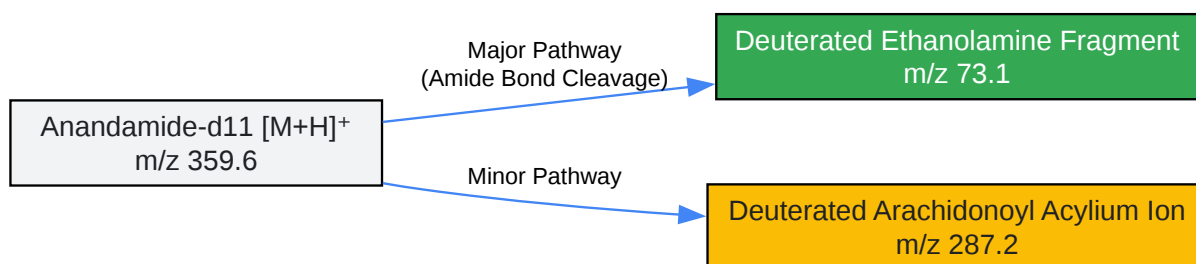 Major Pathway
(Amide Bond Cleavage)
Deuterated Ethanolamine Fragment
m/z 73.1
Anandamide-d11 [M+H]⁺
m/z 359.6
Minor Pathway
Deuterated Arachidonoyl Acylium Ion
m/z 287.2